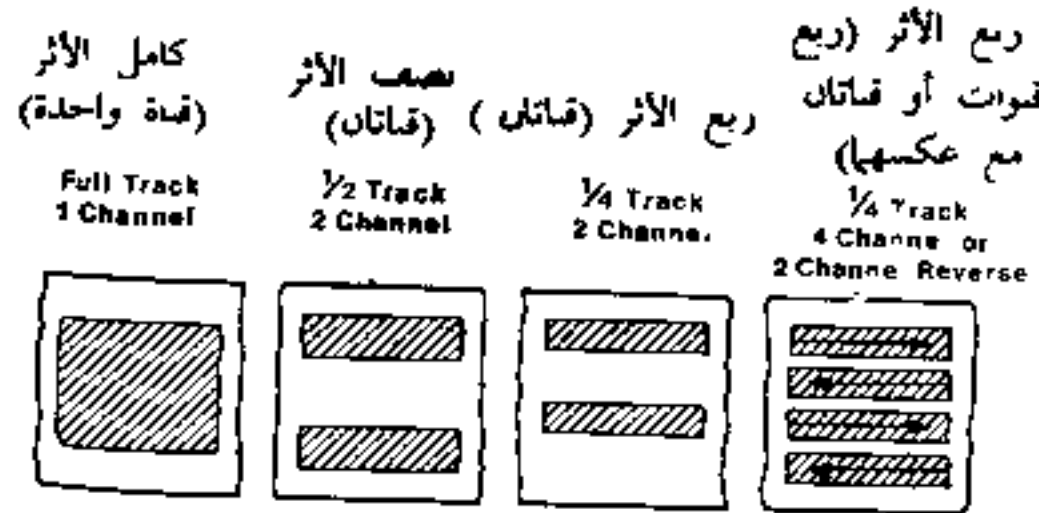 كامل الأثر
(قناة واحدة)
Full Track
1 Channel
نصف الأثر
(قناتان)
½ Track
2 Channel
ربع الأثر (قناتان)
¼ Track
2 Channel
ربع الأثر (ربع
قنوات أو قناتان
مع عكسها)
¼ Track
4 Channe or
2 Channe Reverse